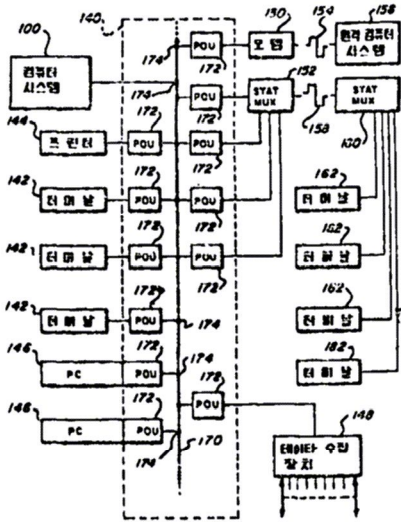 140
150
154
156
POU
모뎀
원격 컴퓨터
시스템
100
174
172
152
컴퓨터
시스템
174
POU
STAT
MUX
STAT
MUX
172
158
160
144
172
프린터
POU
POU
172
142
172
162
터미날
POU
POU
터미날
172
142
172
162
터미날
POU
POU
터미날
172
142
172
162
터미날
POU
174
터미날
146
172
174
162
PC
POU
172
터미날
POU
146
172
148
PC
POU
데이타 수집
장치
174
170